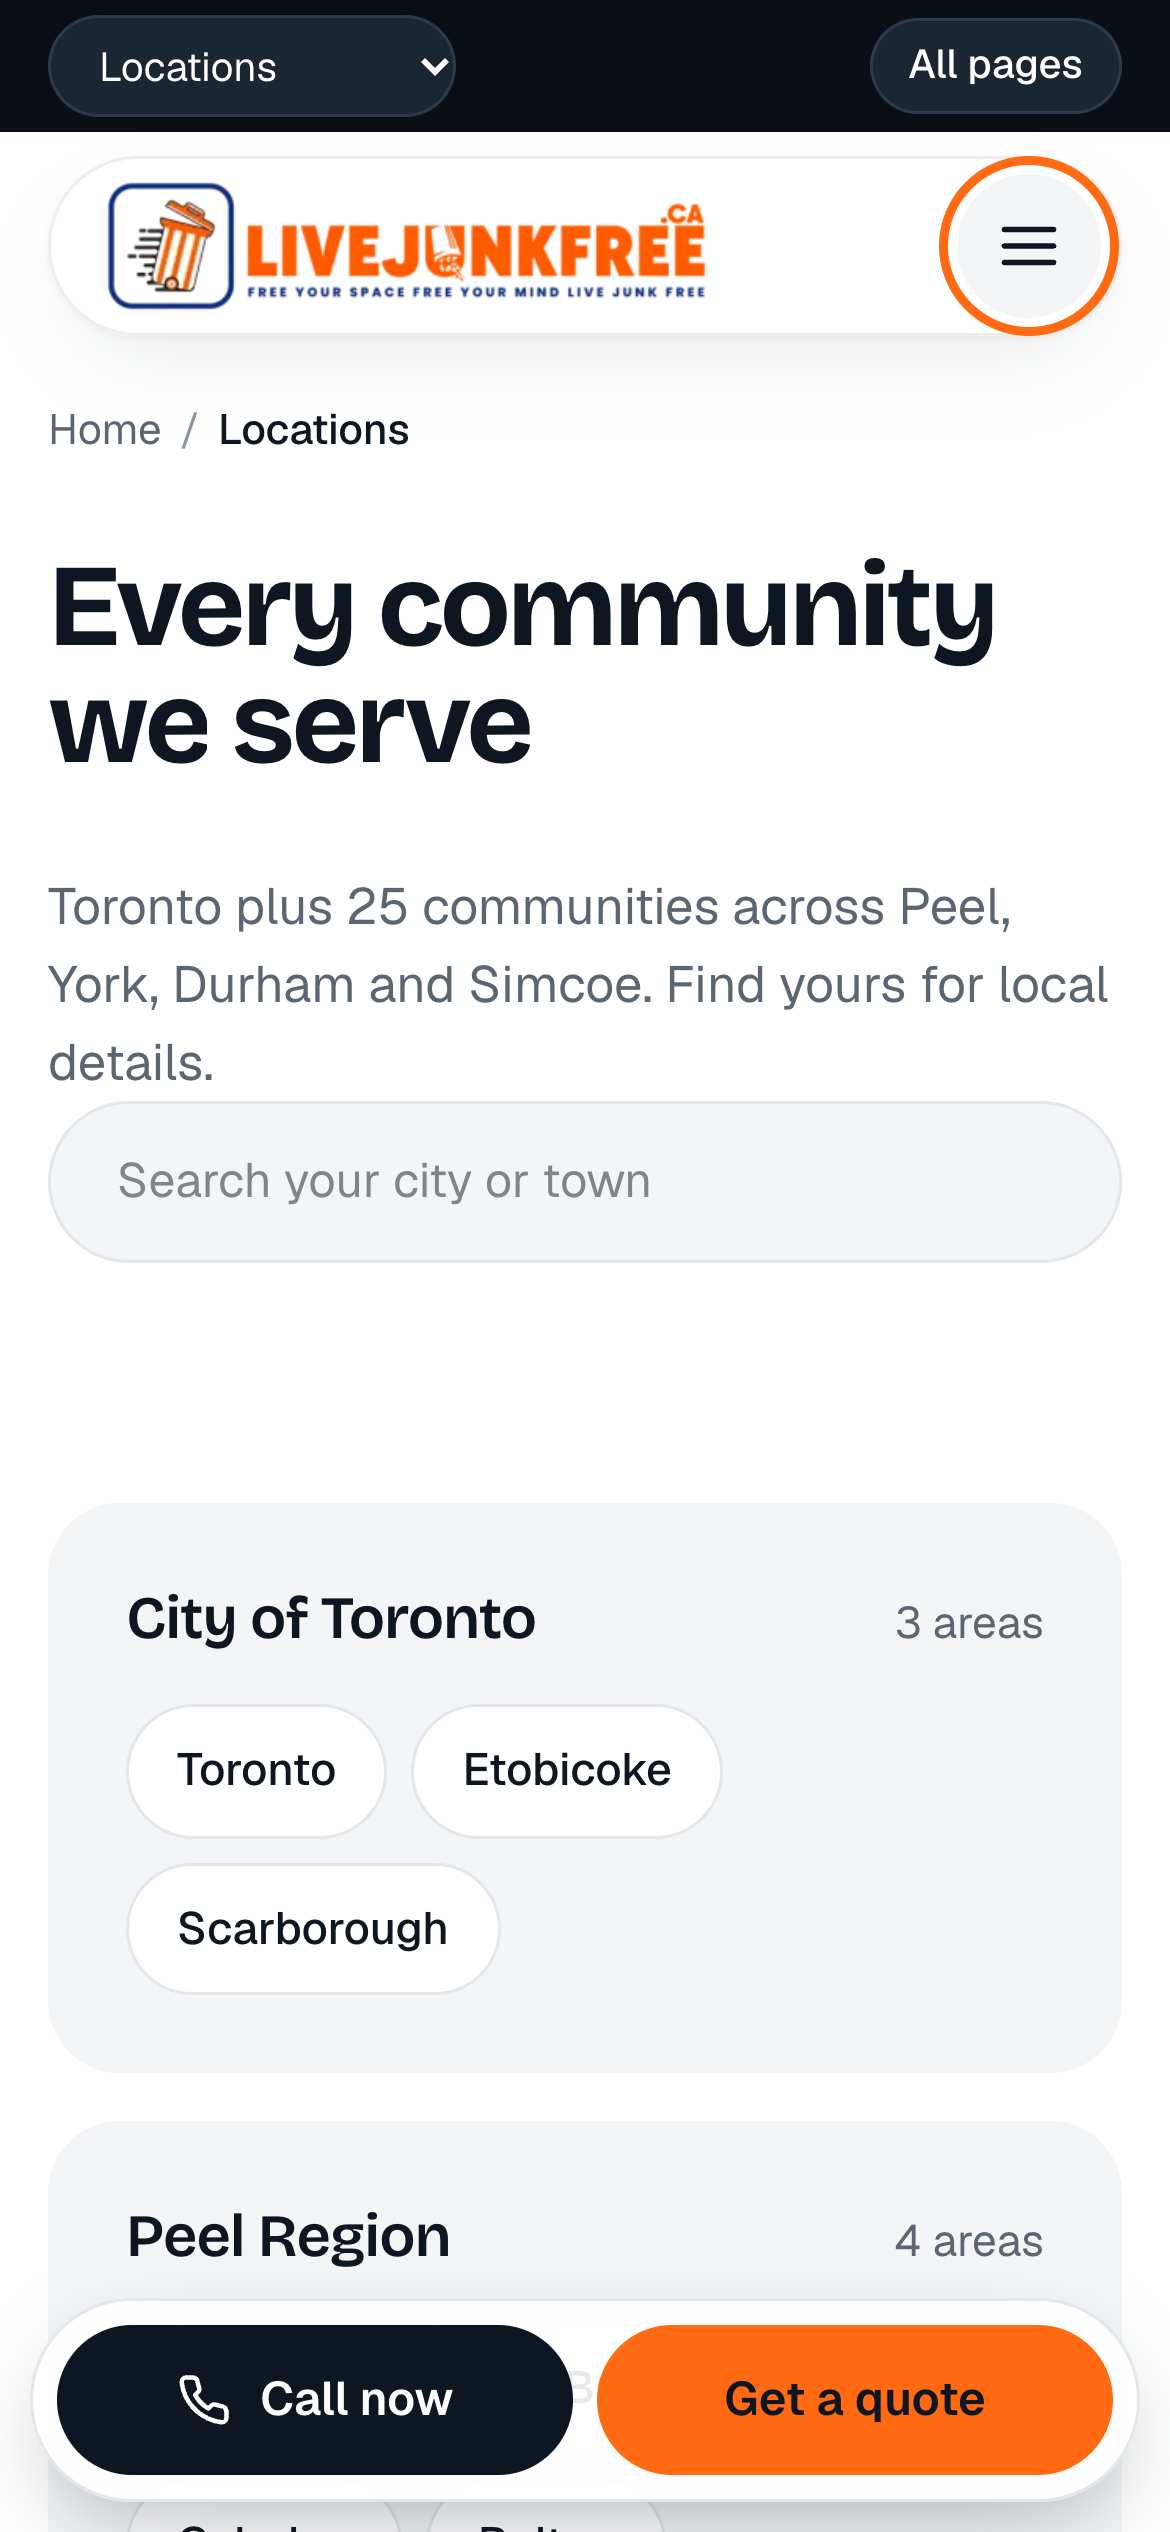 Locations
All pages
LIVEJUNKFREE.CA
FREE YOUR SPACE FREE YOUR MIND LIVE JUNK FREE
Home / Locations
Every community
we serve
Toronto plus 25 communities across Peel,
York, Durham and Simcoe. Find yours for local
details.
Search your city or town
City of Toronto
3 areas
Toronto
Etobicoke
Scarborough
Peel Region
4 areas
Call now
Get a quote